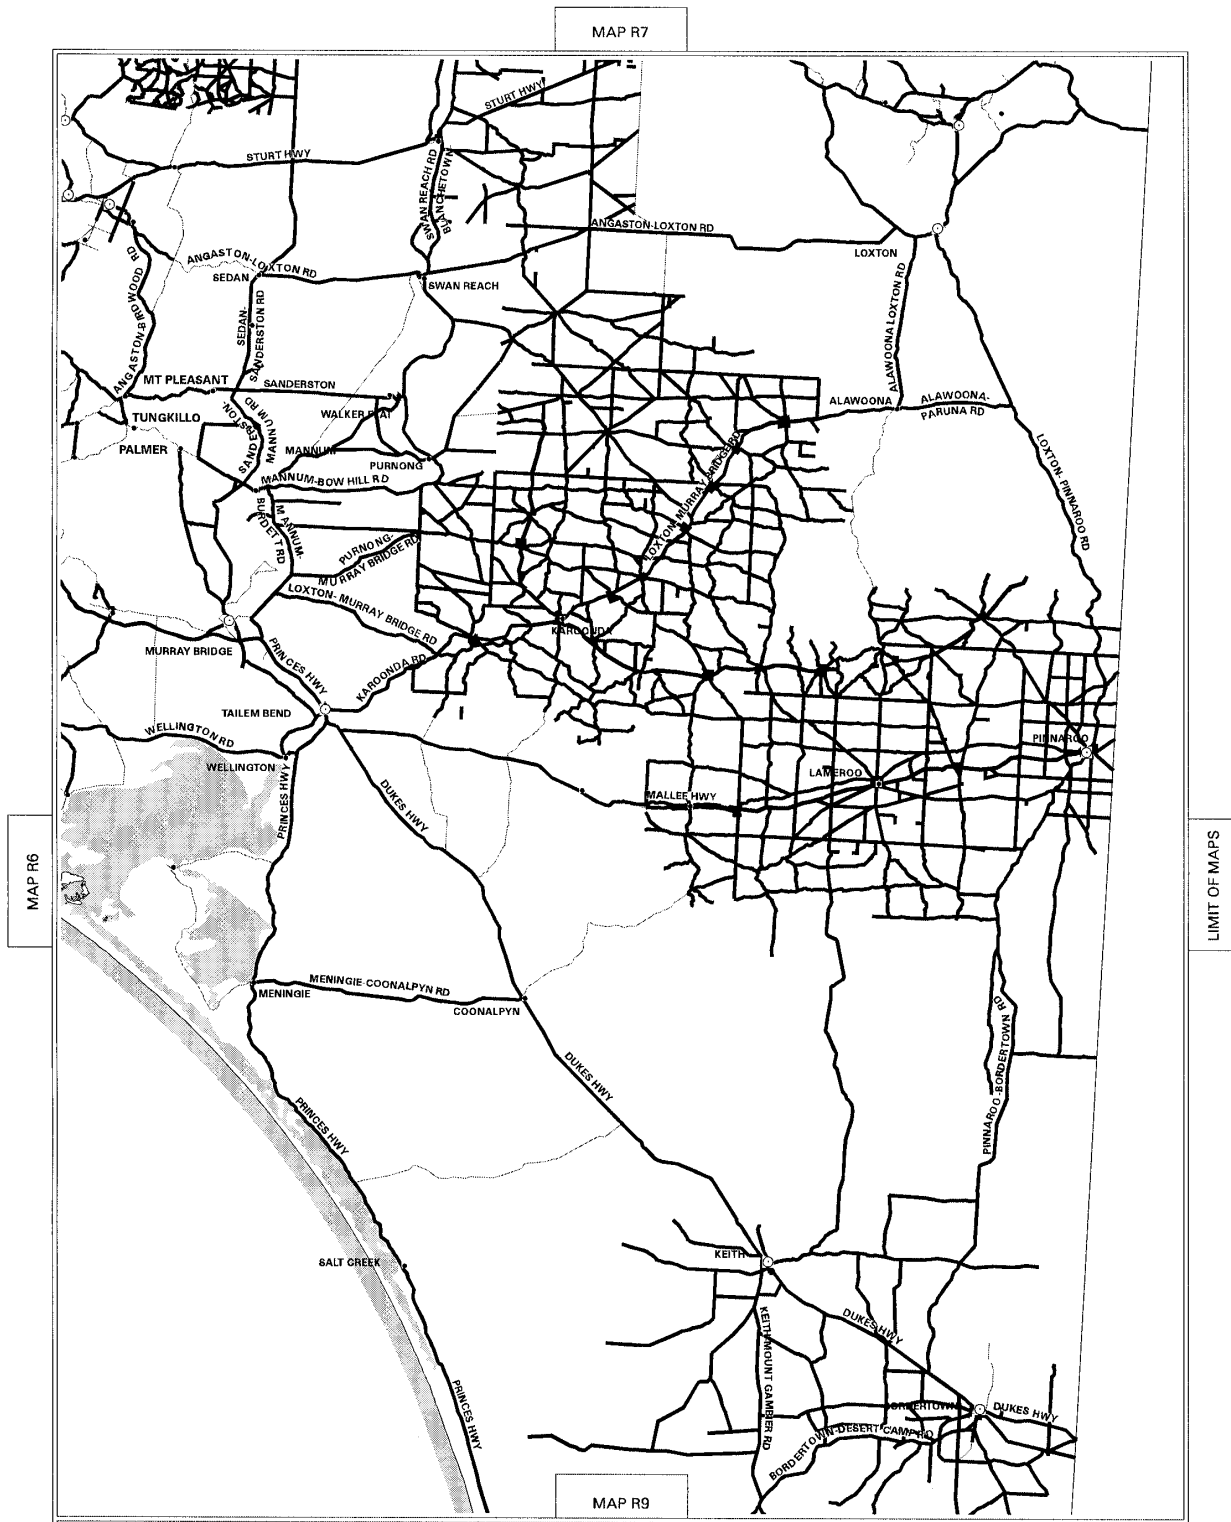 MAP R7
STURT HWY
STURT HWY
SWAN REACH RD
BLANCHETOWN
ANGASTON-LOXTON RD
LOXTON
ANGASTON-LOXTON RD
SEDAN
SWAN REACH
ANGASTON-BIRDWOOD RD
SEDAN-
SANDERSTON RD
ALAWOONA LOXTON RD
MT PLEASANT
SANDERSTON
WALKER FLAT
ALAWOONA
ALAWOONA-
PARUNA RD
TUNGKILLO
SANDERSTON-
MANNUM RD
PALMER
MANNUM
PURNONG
MANNUM-BOW HILL RD
LOXTON-MURRAY BRIDGE RD
LOXTON-PINNAROO RD
MANNUM-
BURDETT RD
PURNONG-
MURRAY BRIDGE RD
LOXTON-MURRAY BRIDGE RD
KAROONDA
MURRAY BRIDGE
PRINCES HWY
KAROONDA RD
TAILEM BEND
WELLINGTON RD
WELLINGTON
PINNAROO
LAMEROO
MALLEE HWY
PRINCES HWY
DUKES HWY
MAP R6
LIMIT OF MAPS
MENINGIE-COONALPYN RD
MENINGIE
COONALPYN
PINNAROO-BORDERTOWN RD
DUKES HWY
PRINCES HWY
SALT CREEK
KEITH
DUKES HWY
KEITH MOUNT GAMBIER RD
PRINCES HWY
BORDERTOWN
DUKES HWY
BORDERTOWN-DESERT CAMP RD
MAP R9